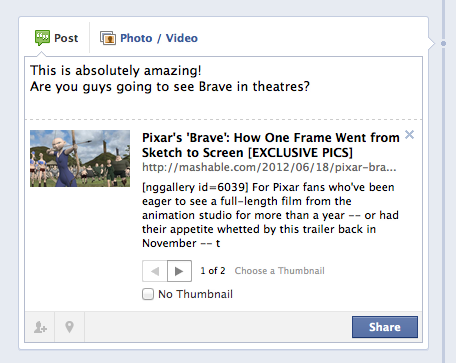 Post
Photo / Video
This is absolutely amazing!
Are you guys going to see Brave in theatres?
Pixar's 'Brave': How One Frame Went from
Sketch to Screen [EXCLUSIVE PICS]
http://mashable.com/2012/06/18/pixar-bra...
[nggallery id=6039] For Pixar fans who've been
eager to see a full-length film from the
animation studio for more than a year -- or had
their appetite whetted by this trailer back in
November -- t
1 of 2 Choose a Thumbnail
No Thumbnail
Share